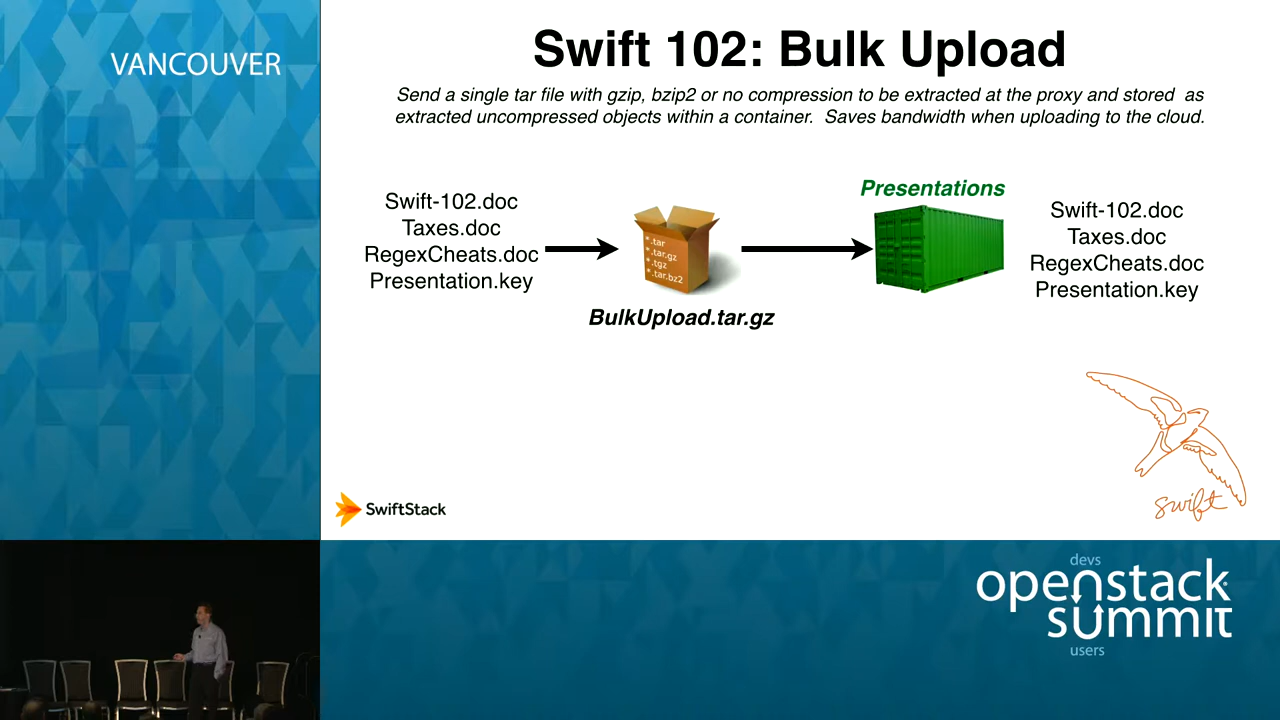 VANCOUVER
Swift 102: Bulk Upload
Send a single tar file with gzip, bzip2 or no compression to be extracted at the proxy and stored as
extracted uncompressed objects within a container. Saves bandwidth when uploading to the cloud.
Swift-102.doc
Taxes.doc
RegexCheats.doc
Presentation.key
*.tar
*.tar.gz
*.tgz
*.tar.bz2
BulkUpload.tar.gz
Presentations
Swift-102.doc
Taxes.doc
RegexCheats.doc
Presentation.key
swift
SwiftStack
devs
openstack
summit
users